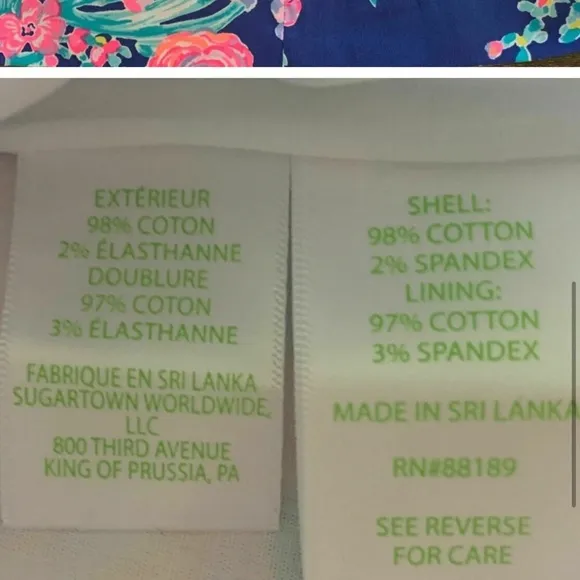 EXTÉRIEUR
98% COTON
2% ÉLASTHANNE
DOUBLURE
97% COTON
3% ÉLASTHANNE
FABRIQUE EN SRI LANKA
SUGARTOWN WORLDWIDE,
LLC
800 THIRD AVENUE
KING OF PRUSSIA, PA
SHELL:
98% COTTON
2% SPANDEX
LINING:
97% COTTON
3% SPANDEX
MADE IN SRI LANKA
RN#88189
SEE REVERSE
FOR CARE